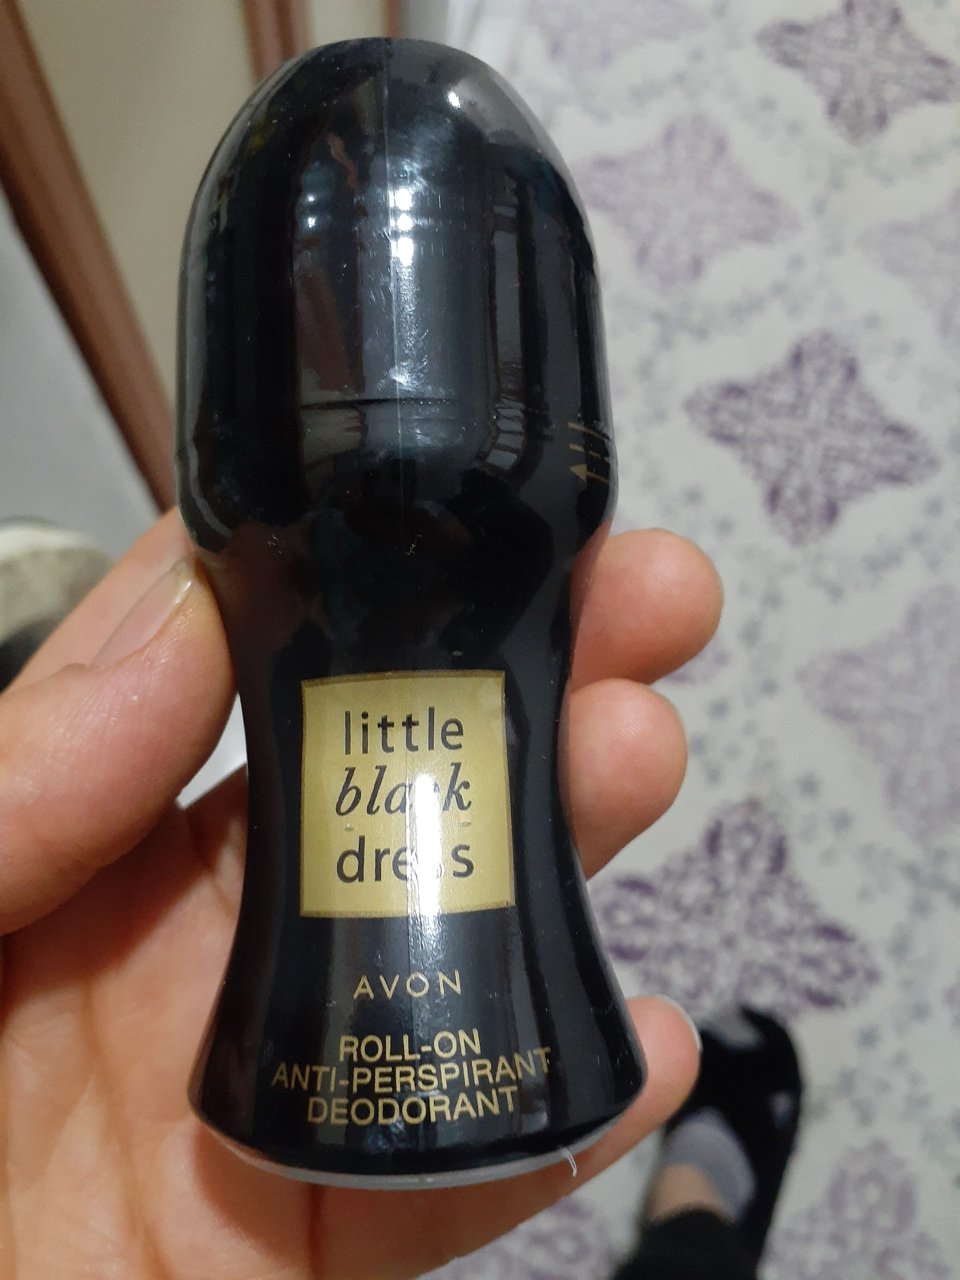 little
black
dress
AVON
ROLL-ON
ANTI-PERSPIRANT
DEODORANT